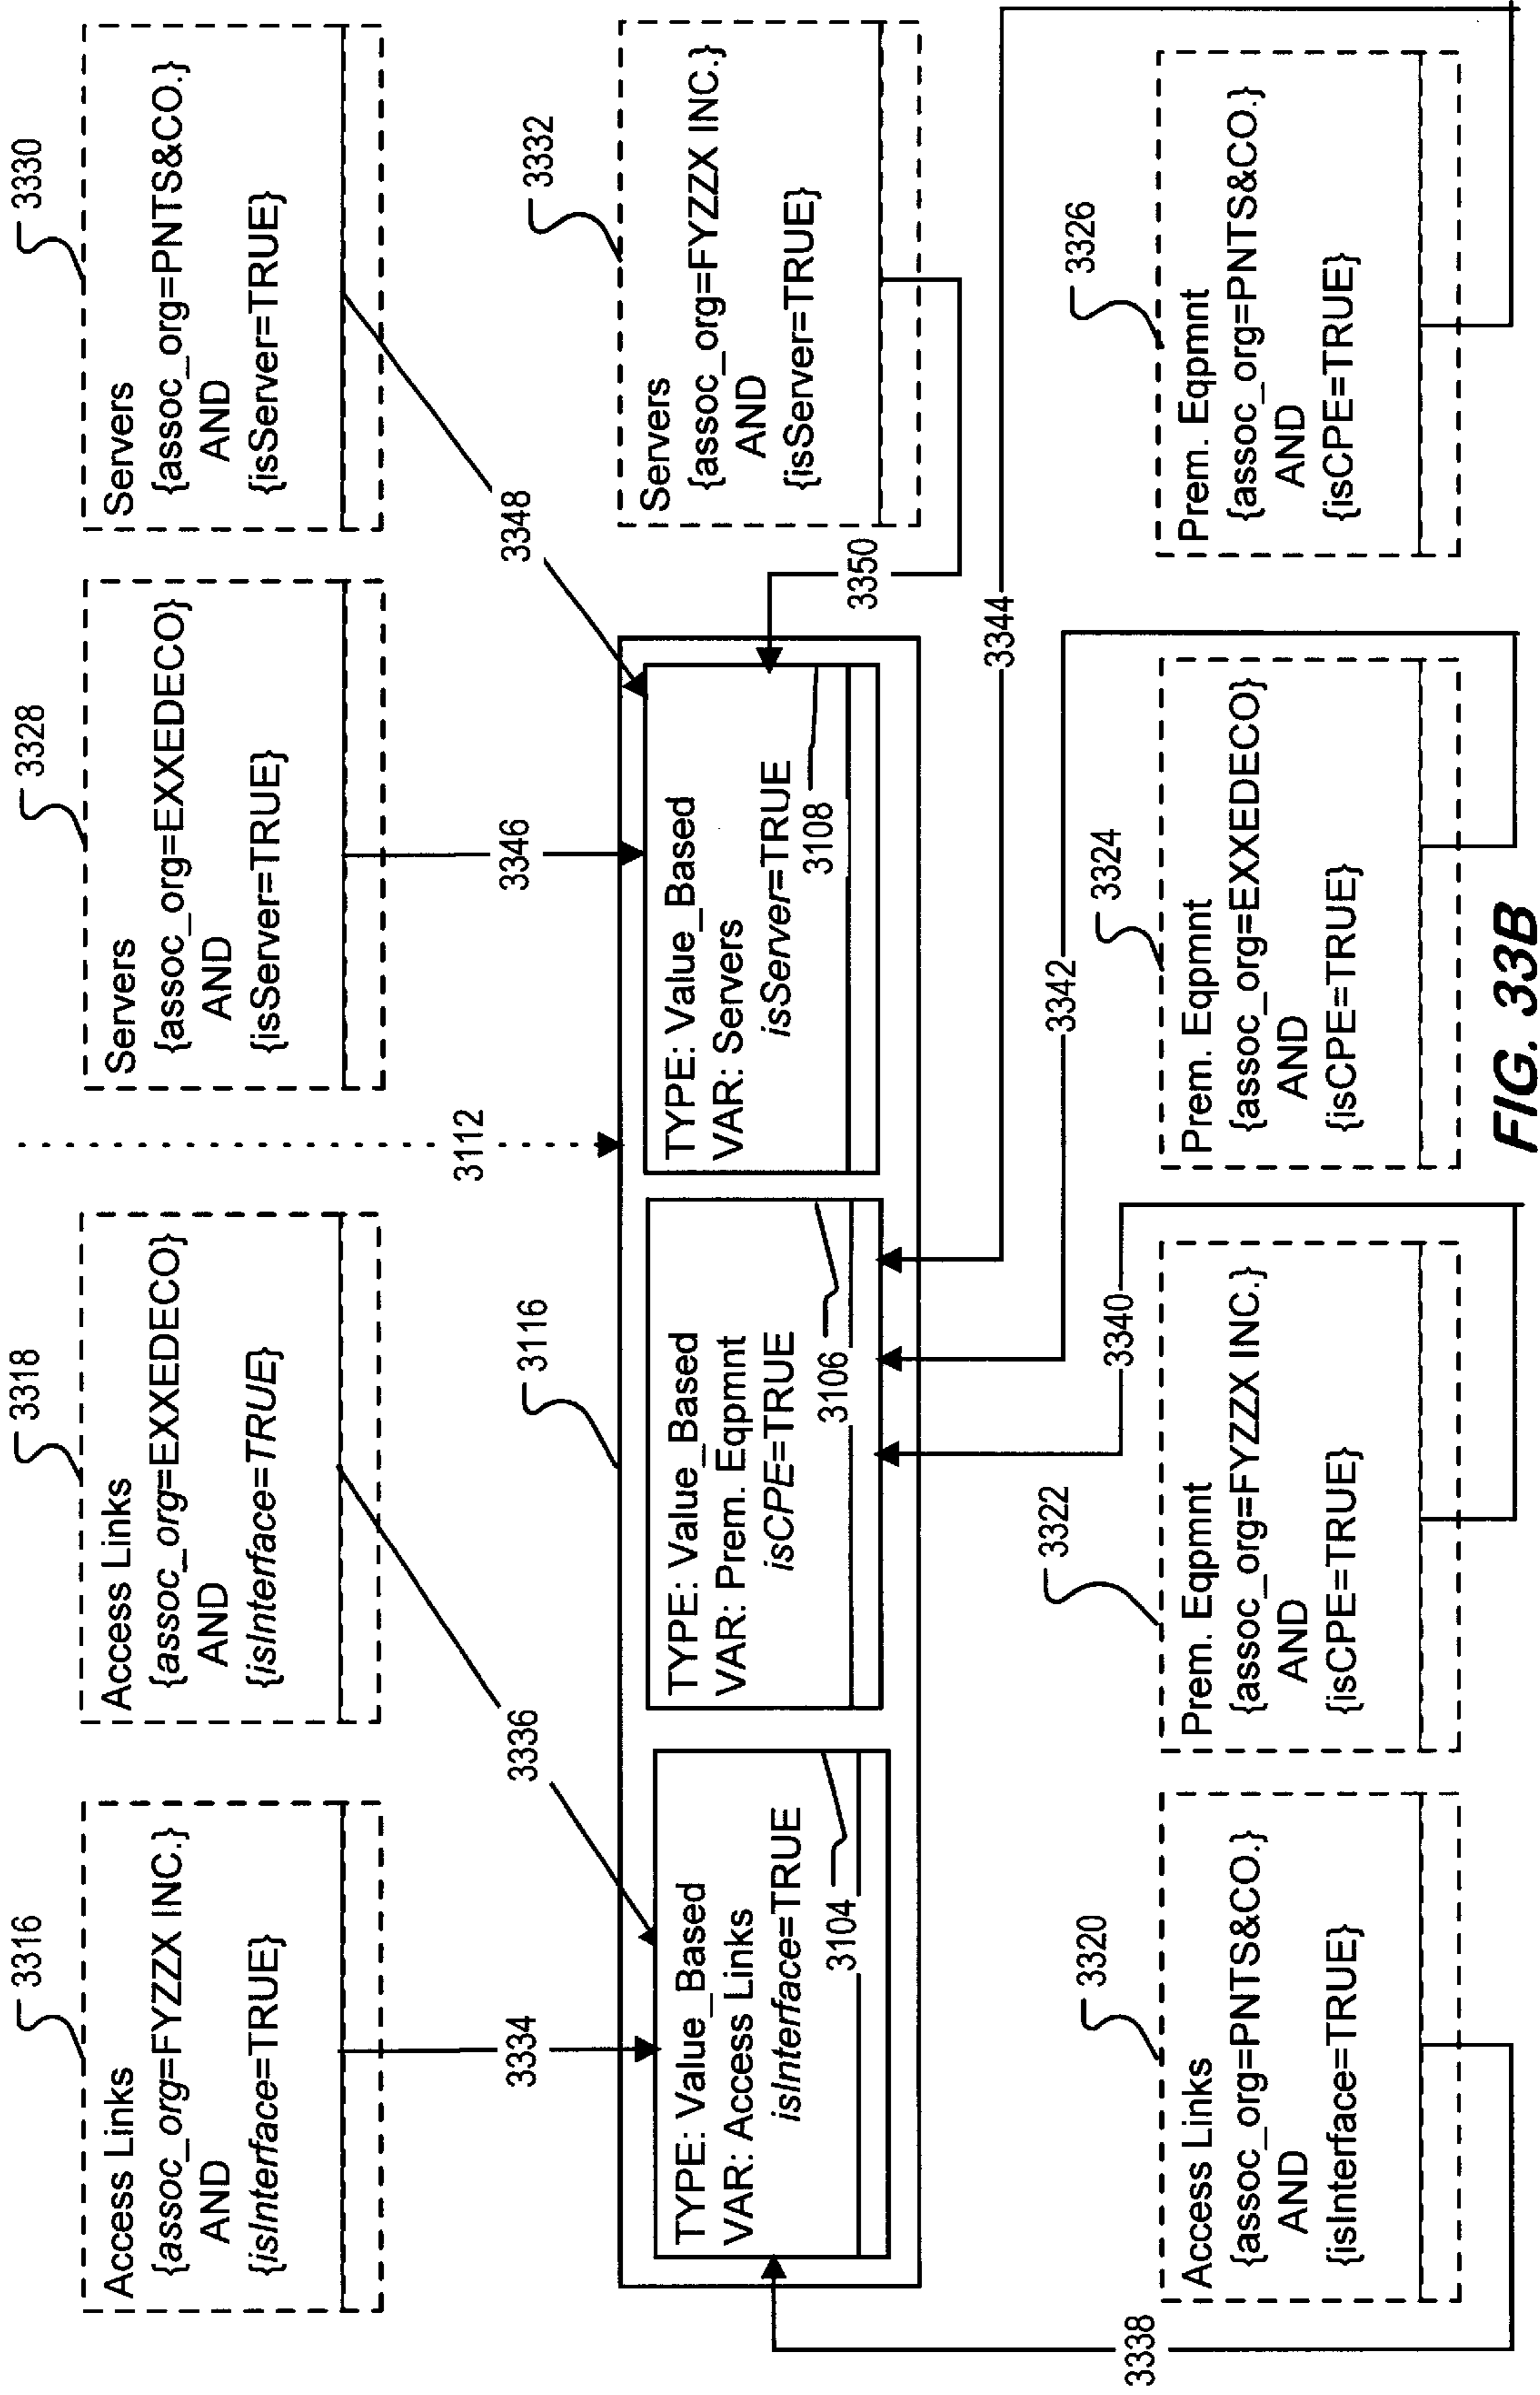 3316
Access Links
{assoc_org=FYZZX INC.}
AND
{isInterface=TRUE}
3318
Access Links
{assoc_org=EXXEDECO}
AND
{isInterface=TRUE}
3328
Servers
{assoc_org=EXXEDECO}
AND
{isServer=TRUE}
3330
Servers
{assoc_org=PNTS&CO.}
AND
{isServer=TRUE}
3334
3336
3112
3346
3348
3116
TYPE: Value_Based
VAR: Access Links
isInterface=TRUE
3104
TYPE: Value_Based
VAR: Prem. Eqpmnt
isCPE=TRUE
3106
TYPE: Value_Based
VAR: Servers
isServer=TRUE
3108
3332
Servers
{assoc_org=FYZZX INC.}
AND
{isServer=TRUE}
3350
3344
3342
3340
3338
3320
Access Links
{assoc_org=PNTS&CO.}
AND
{isInterface=TRUE}
3322
Prem. Eqpmnt
{assoc_org=FYZZX INC.}
AND
{isCPE=TRUE}
3324
Prem. Eqpmnt
{assoc_org=EXXEDECO}
AND
{isCPE=TRUE}
3326
Prem. Eqpmnt
{assoc_org=PNTS&CO.}
AND
{isCPE=TRUE}
FIG. 33B